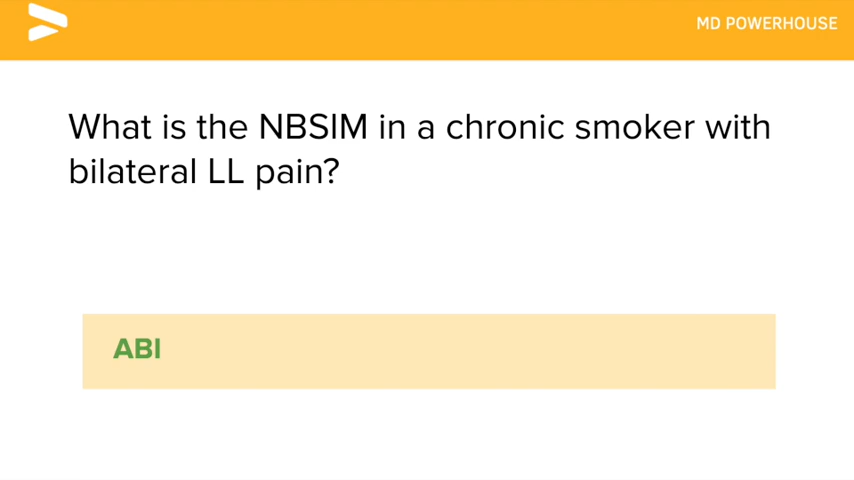 MD POWERHOUSE
What is the NBSIM in a chronic smoker with
bilateral LL pain?
ABI